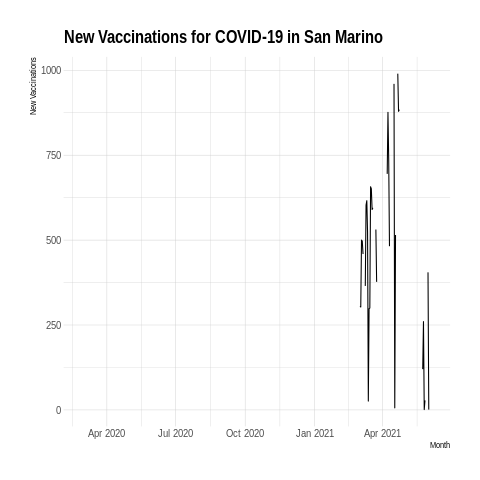 New Vaccinations for COVID-19 in San Marino
New Vaccinations
1000
750
500
250
0
Apr 2020 Jul 2020 Oct 2020 Jan 2021 Apr 2021
Month